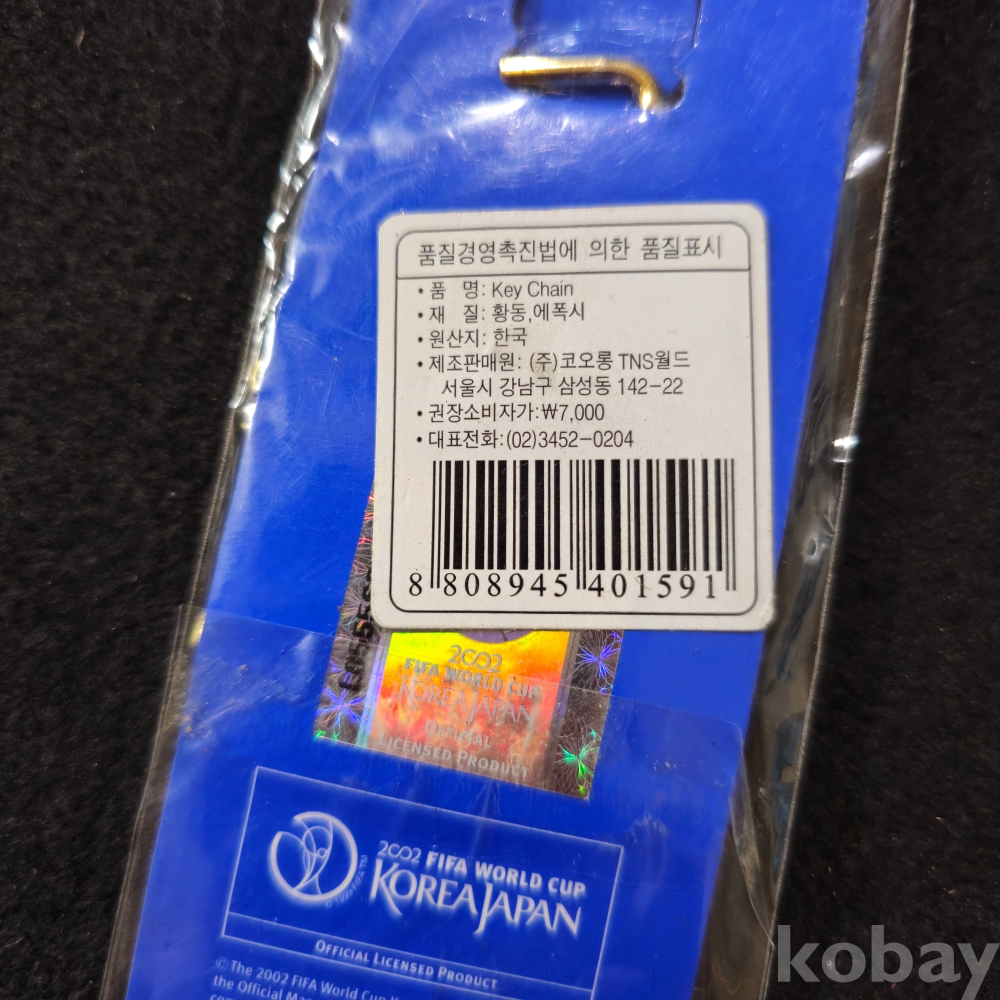 품질경영촉진법에 의한 품질표시
• 품 명: Key Chain
• 재 질: 황동,에폭시
• 원산지: 한국
• 제조판매원: (주)코오롱 TNS월드
서울시 강남구 삼성동 142-22
• 권장소비자가:₩7,000
• 대표전화:(02)3452-0204
8 808945 401591
2002
FIFA WORLD CUP
KOREA JAPAN
OFFICIAL
LICENSED PRODUCT
2002 FIFA WORLD CUP
KOREA JAPAN
© 1999 FIFA TM
OFFICIAL LICENSED PRODUCT
© The 2002 FIFA World Cup
the Official
kobay